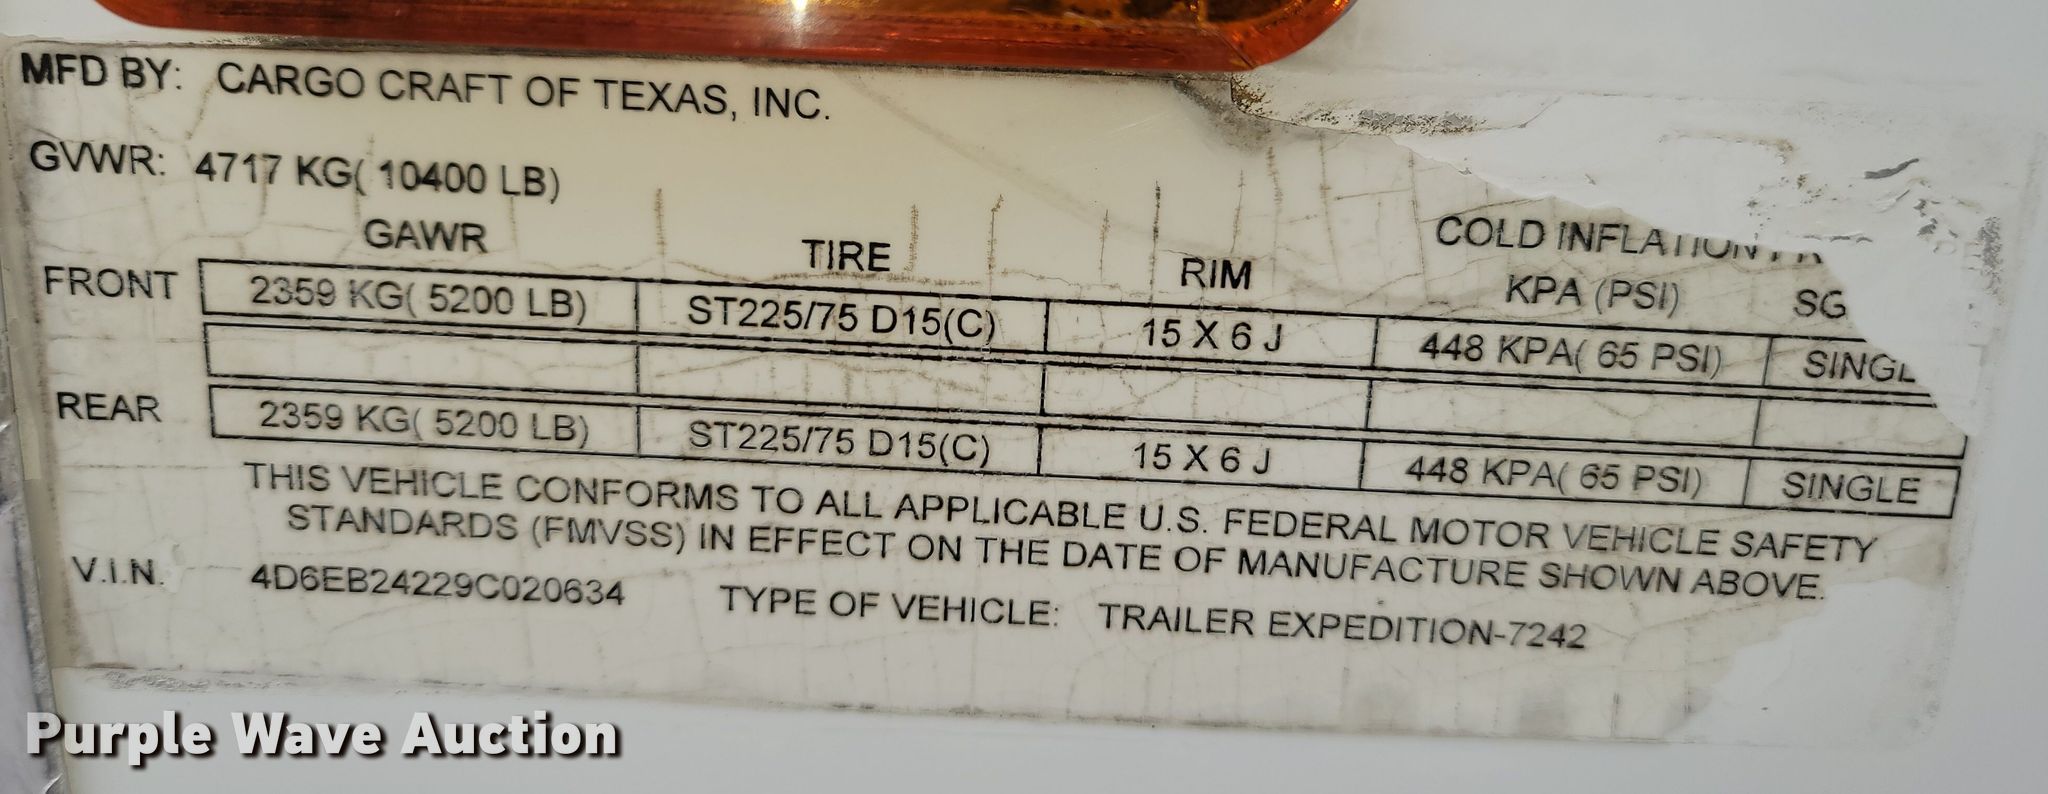 MFD BY: CARGO CRAFT OF TEXAS, INC.
GVWR: 4717 KG( 10400 LB)
GAWR TIRE RIM COLD INFLATION
KPA (PSI) SG
FRONT 2359 KG( 5200 LB) ST225/75 D15(C) 15 X 6 J 448 KPA( 65 PSI) SINGL
REAR 2359 KG( 5200 LB) ST225/75 D15(C) 15 X 6 J 448 KPA( 65 PSI) SINGLE
THIS VEHICLE CONFORMS TO ALL APPLICABLE U.S. FEDERAL MOTOR VEHICLE SAFETY
STANDARDS (FMVSS) IN EFFECT ON THE DATE OF MANUFACTURE SHOWN ABOVE.
V.I.N. 4D6EB24229C020634 TYPE OF VEHICLE: TRAILER EXPEDITION-7242
Purple Wave Auction